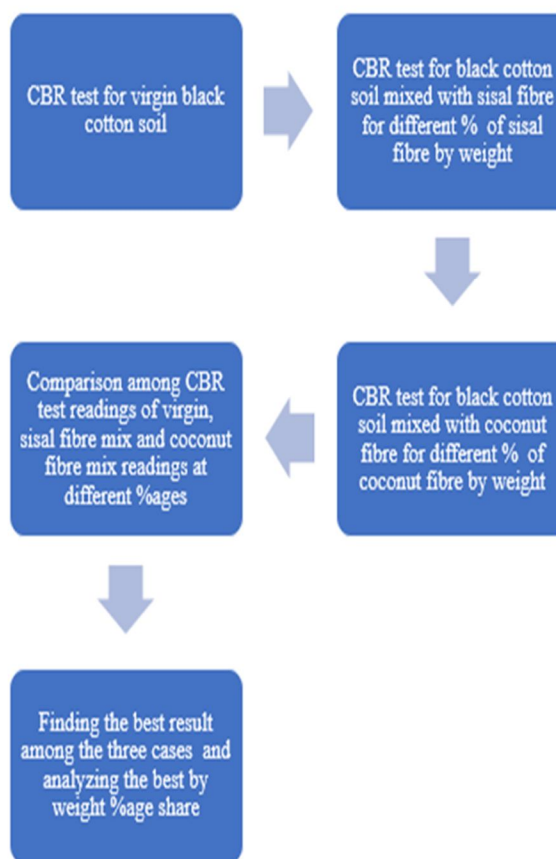 CBR test for virgin black
cotton soil
CBR test for black cotton
soil mixed with sisal fibre
for different % of sisal
fibre by weight
CBR test for black cotton
soil mixed with coconut
fibre for different % of
coconut fibre by weight
Comparison among CBR
test readings of virgin,
sisal fibre mix and coconut
fibre mix readings at
different %ages
Finding the best result
among the three cases and
analyzing the best by
weight %age share